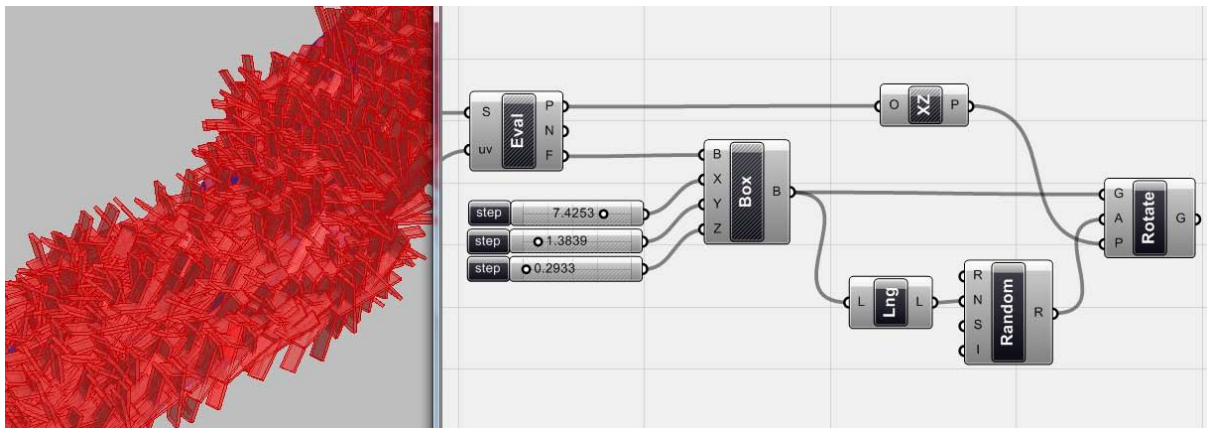 S
uv
Eval
P
N
F
O
XZ
P
B
X
Y
Z
Box
B
step 7.4253
step 1.3839
step 0.2933
G
A
P
Rotate
G
L
Lng
L
R
N
S
I
Random
R